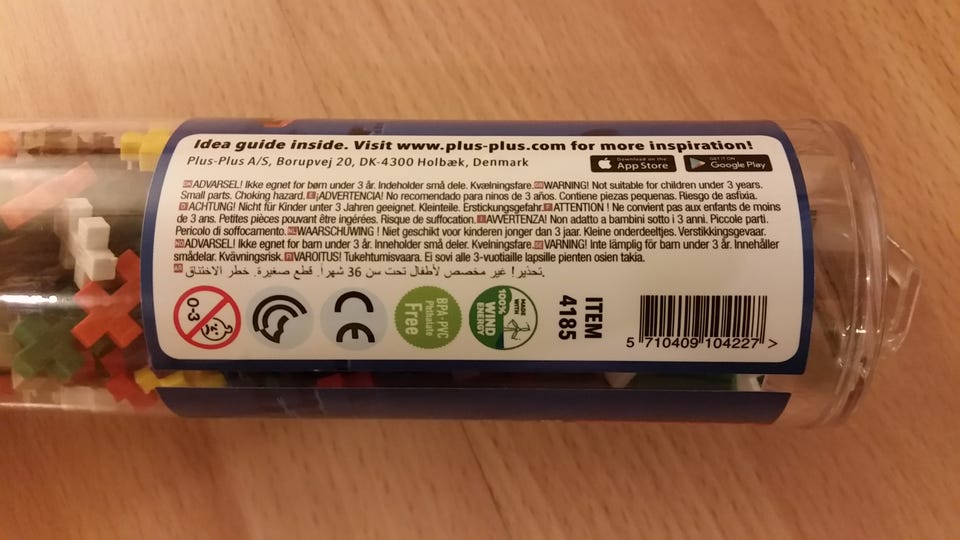 Idea guide inside. Visit www.plus-plus.com for more inspiration!
Plus-Plus A/S, Borupvej 20, DK-4300 Holbæk, Denmark
Download on the App Store
GET IT ON Google Play
DK ADVARSEL! Ikke egnet for børn under 3 år. Indeholder små dele. Kvælningsfare. GB WARNING! Not suitable for children under 3 years.
Small parts. Choking hazard. E ¡ADVERTENCIA! No recomendado para ninos de 3 años. Contiene piezas pequenas. Riesgo de asfixia.
D ACHTUNG! Nicht für Kinder unter 3 Jahren geeignet. Kleinteile. Erstickungsgefahr. F ATTENTION ! Ne convient pas aux enfants de moins
de 3 ans. Petites pièces pouvant être ingérées. Risque de suffocation. I AVVERTENZA! Non adatto a bambini sotto i 3 anni. Piccole parti.
Pericolo di soffocamento. NL WAARSCHUWING ! Niet geschikt voor kinderen jonger dan 3 jaar. Kleine onderdeeltjes. Verstikkingsgevaar.
NO ADVARSEL! Ikke egnet for barn under 3 år. Inneholder små deler. Kvelningsfare. SE VARNING! Inte lämplig för barn under 3 år. Innehåller
smådelar. Kvävningsrisk. FI VAROITUS! Tukehtumisvaara. Ei sovi alle 3-vuotiaille lapsille pienten osien takia.
AR تحذير! غير مخصص لأطفال تحت سن 36 شهراً. قطع صغيرة. خطر الاختناق.
0-3
CE
BPA-PVC
Phthalate
Free
MADE WITH
100%
WIND
ENERGY
ITEM
4185
5 710409 104227 >